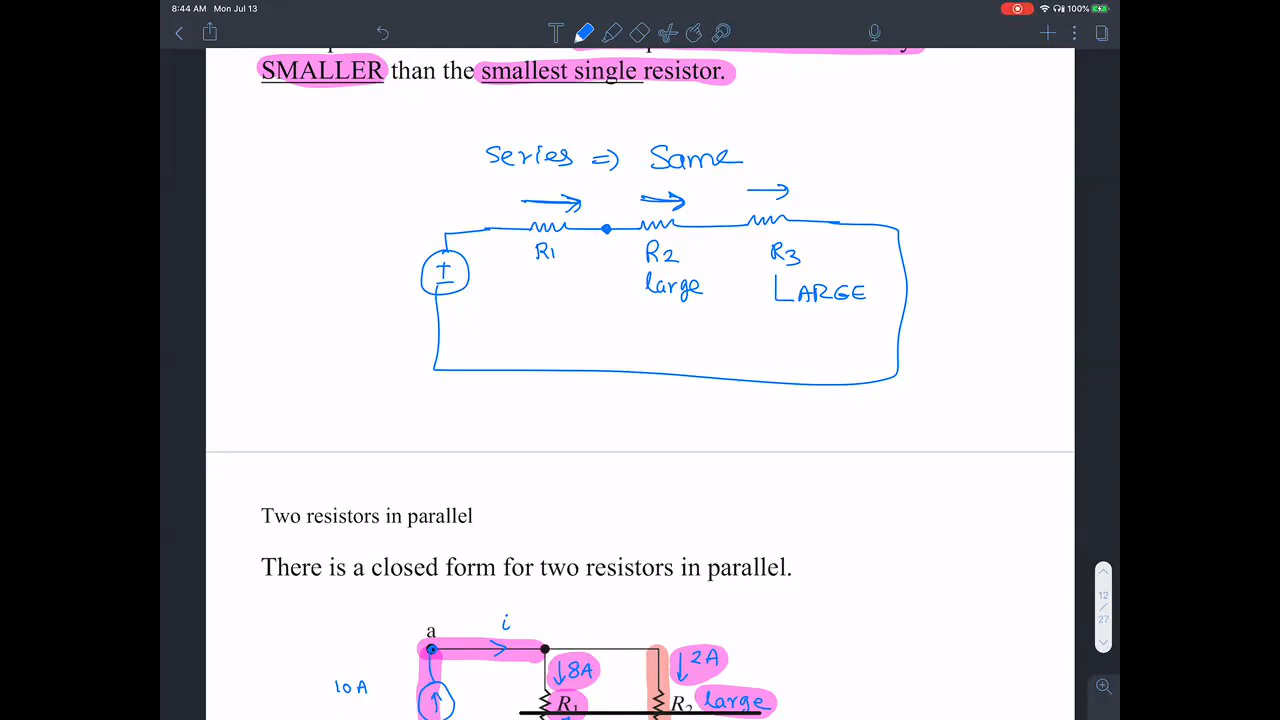 8:44 AM Mon Jul 13
100%
SMALLER than the smallest single resistor.
Series => Same
R1 R2 R3
large LARGE
12 / 27
Two resistors in parallel
There is a closed form for two resistors in parallel.
i
a
↓8A ↓2A
10A R1 R2 large